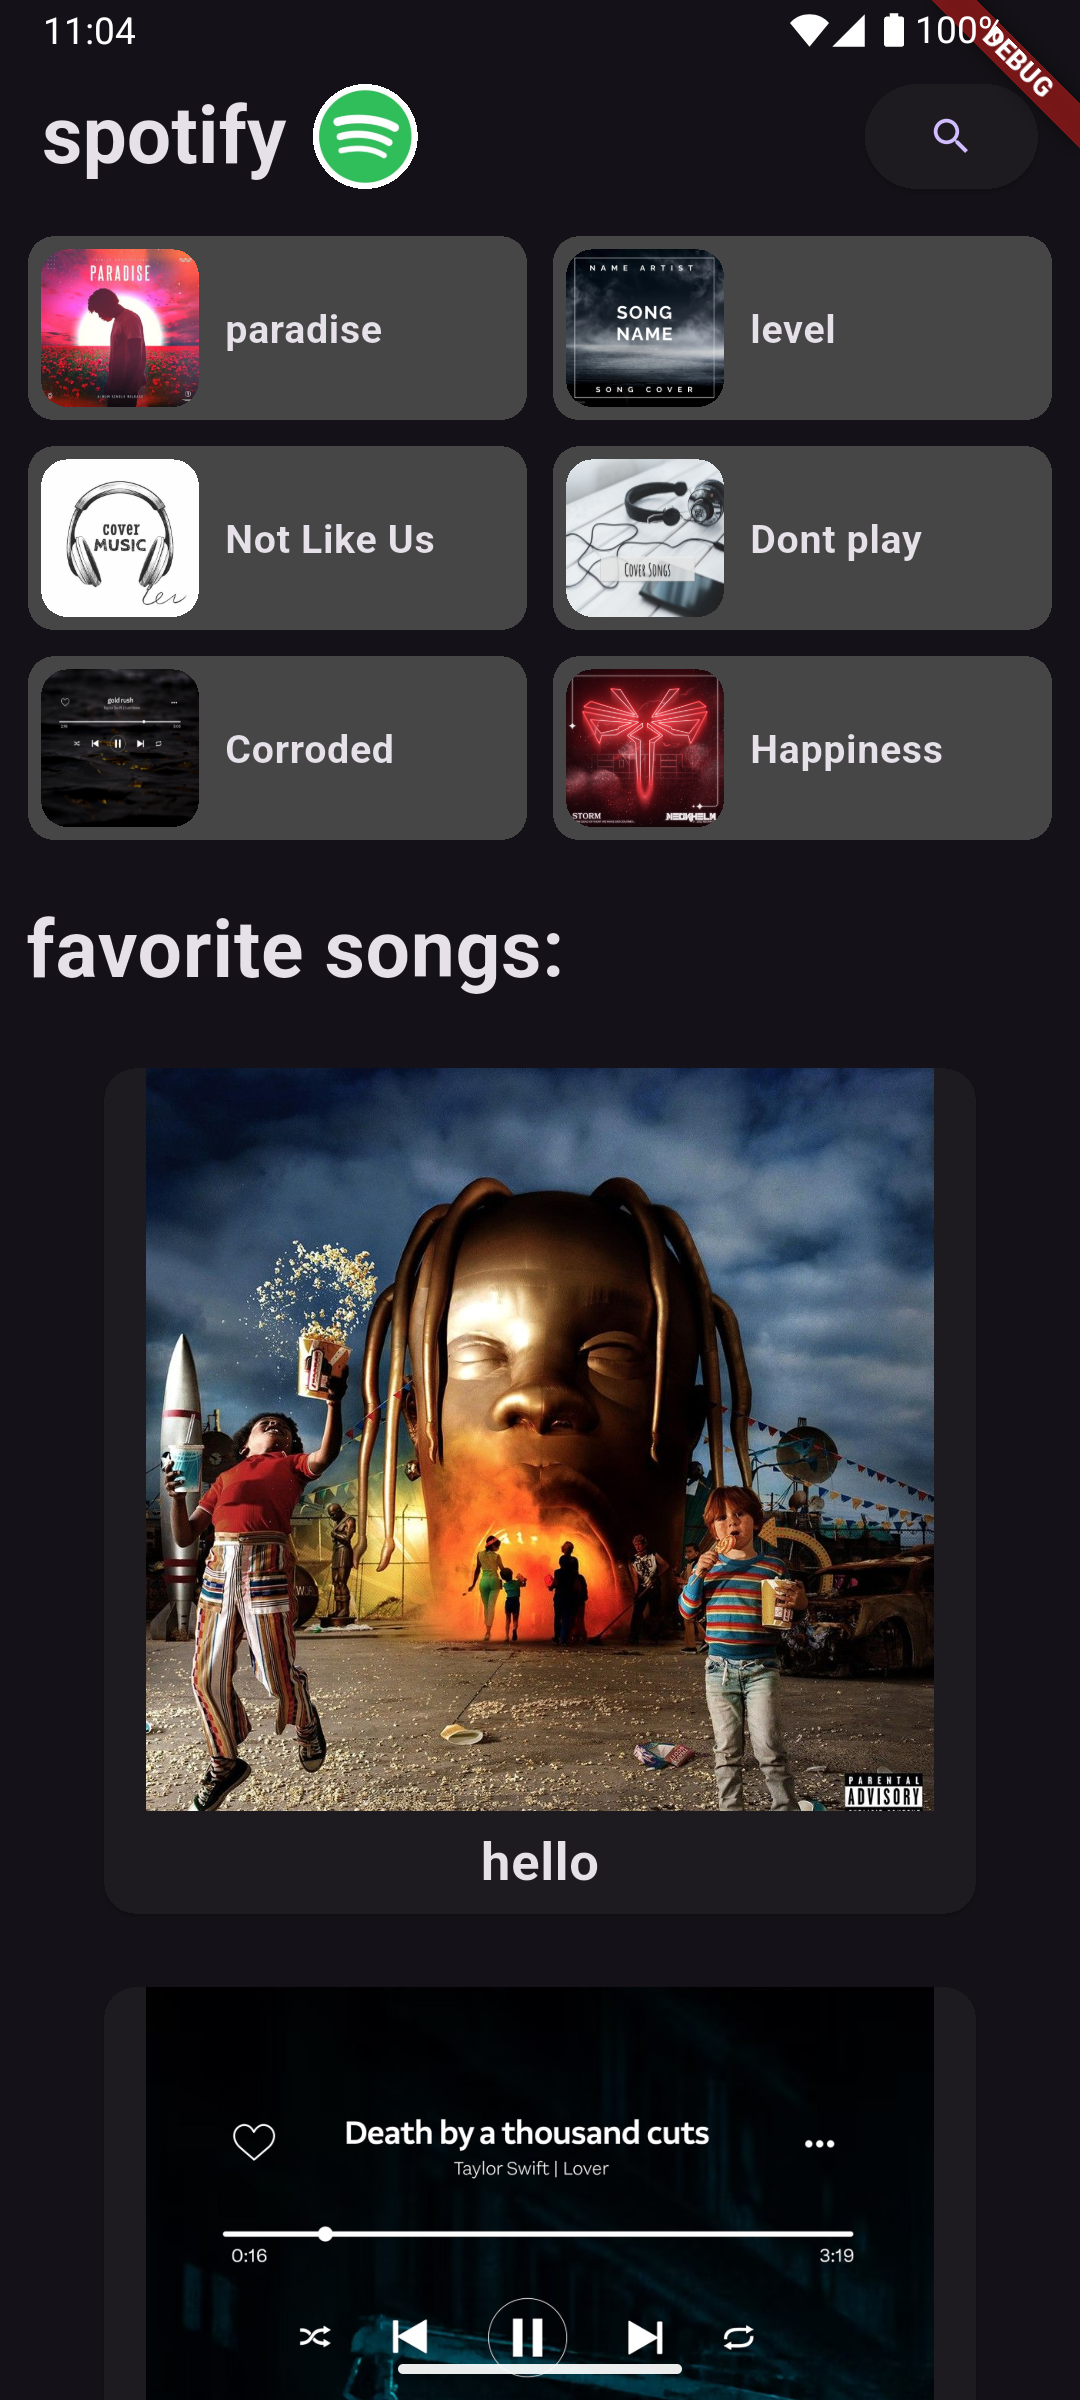 11:04
100%
DEBUG
spotify
PARADISE
paradise
NAME ARTIST
SONG
NAME
SONG COVER
level
cover
MUSIC
Not Like Us
COVER SONGS
Dont play
gold rush
Corroded
STORM
Happiness
favorite songs:
PARENTAL
ADVISORY
hello
Death by a thousand cuts
Taylor Swift | Lover
0:16
3:19